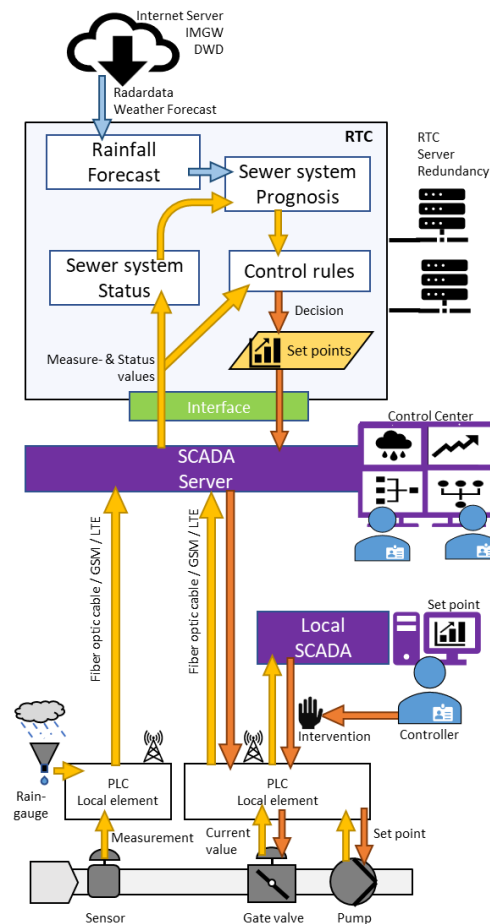 Internet Server
IMGW
DWD
Radardata
Weather Forecast
RTC
RTC
Server
Redundancy
Rainfall
Forecast
Sewer system
Prognosis
Sewer system
Status
Control rules
Decision
Measure- & Status
values
Set points
Interface
Control Center
SCADA
Server
Fiber optic cable / GSM / LTE
Fiber optic cable / GSM / LTE
Local
SCADA
Set point
Intervention
Controller
Rain-
gauge
PLC
Local element
PLC
Local element
Measurement
Current
value
Set point
Sensor
Gate valve
Pump